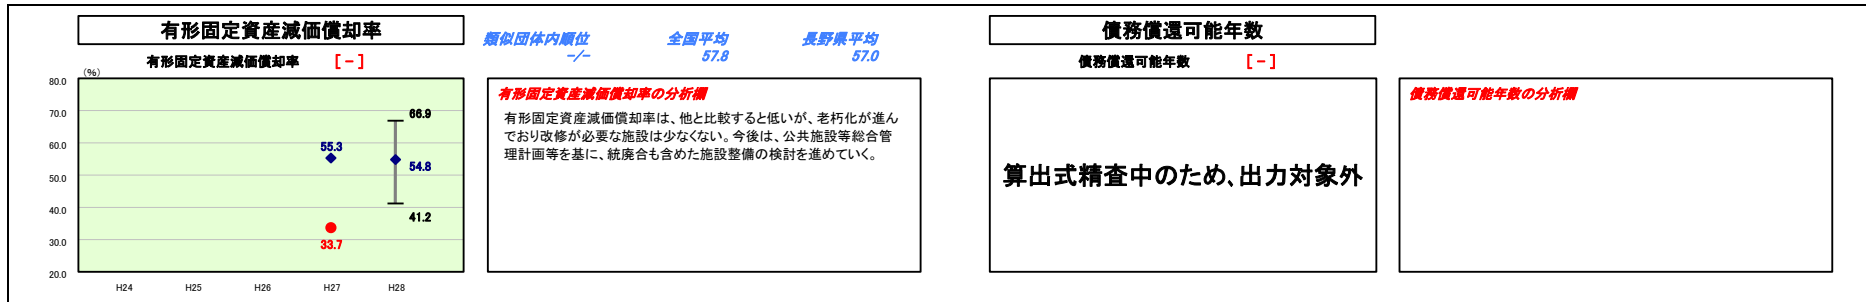 有形固定資産減価償却率
有形固定資産減価償却率 [-]
類似団体内順位
-/-
全国平均
57.8
長野県平均
57.0
(%)
80.0
70.0
60.0
50.0
40.0
30.0
20.0
66.9
55.3
54.8
41.2
33.7
H24 H25 H26 H27 H28
有形固定資産減価償却率の分析欄
有形固定資産減価償却率は、他と比較すると低いが、老朽化が進ん
でおり改修が必要な施設は少なくない。今後は、公共施設等総合管
理計画等を基に、統廃合も含めた施設整備の検討を進めていく。
債務償還可能年数
債務償還可能年数 [-]
算出式精査中のため、出力対象外
債務償還可能年数の分析欄